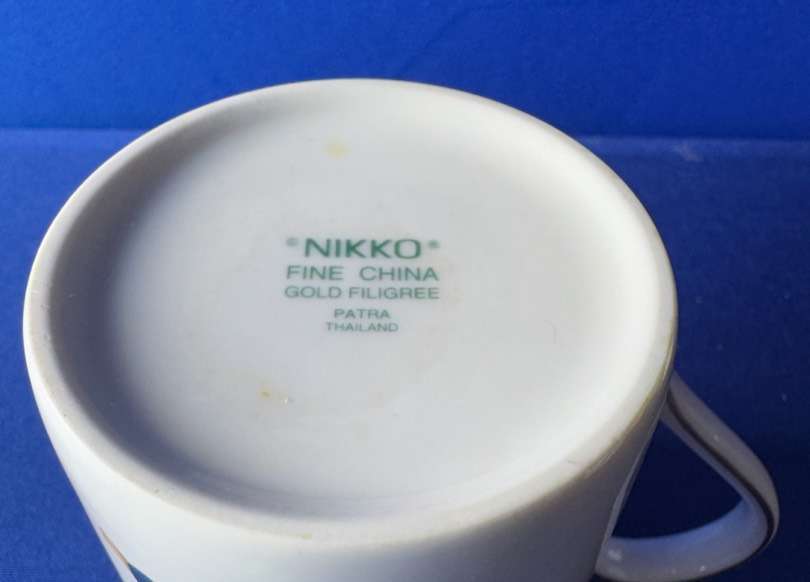 "NIKKO"
FINE CHINA
GOLD FILIGREE
PATRA
THAILAND